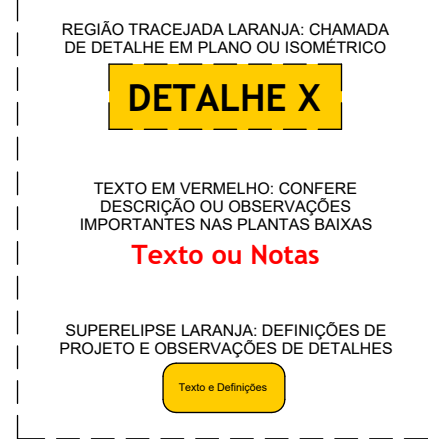 REGIÃO TRACEJADA LARANJA: CHAMADA
DE DETALHE EM PLANO OU ISOMÉTRICO
DETALHE X
TEXTO EM VERMELHO: CONFERE
DESCRIÇÃO OU OBSERVAÇÕES
IMPORTANTES NAS PLANTAS BAIXAS
Texto ou Notas
SUPERELIPSE LARANJA: DEFINIÇÕES DE
PROJETO E OBSERVAÇÕES DE DETALHES
Texto e Definições